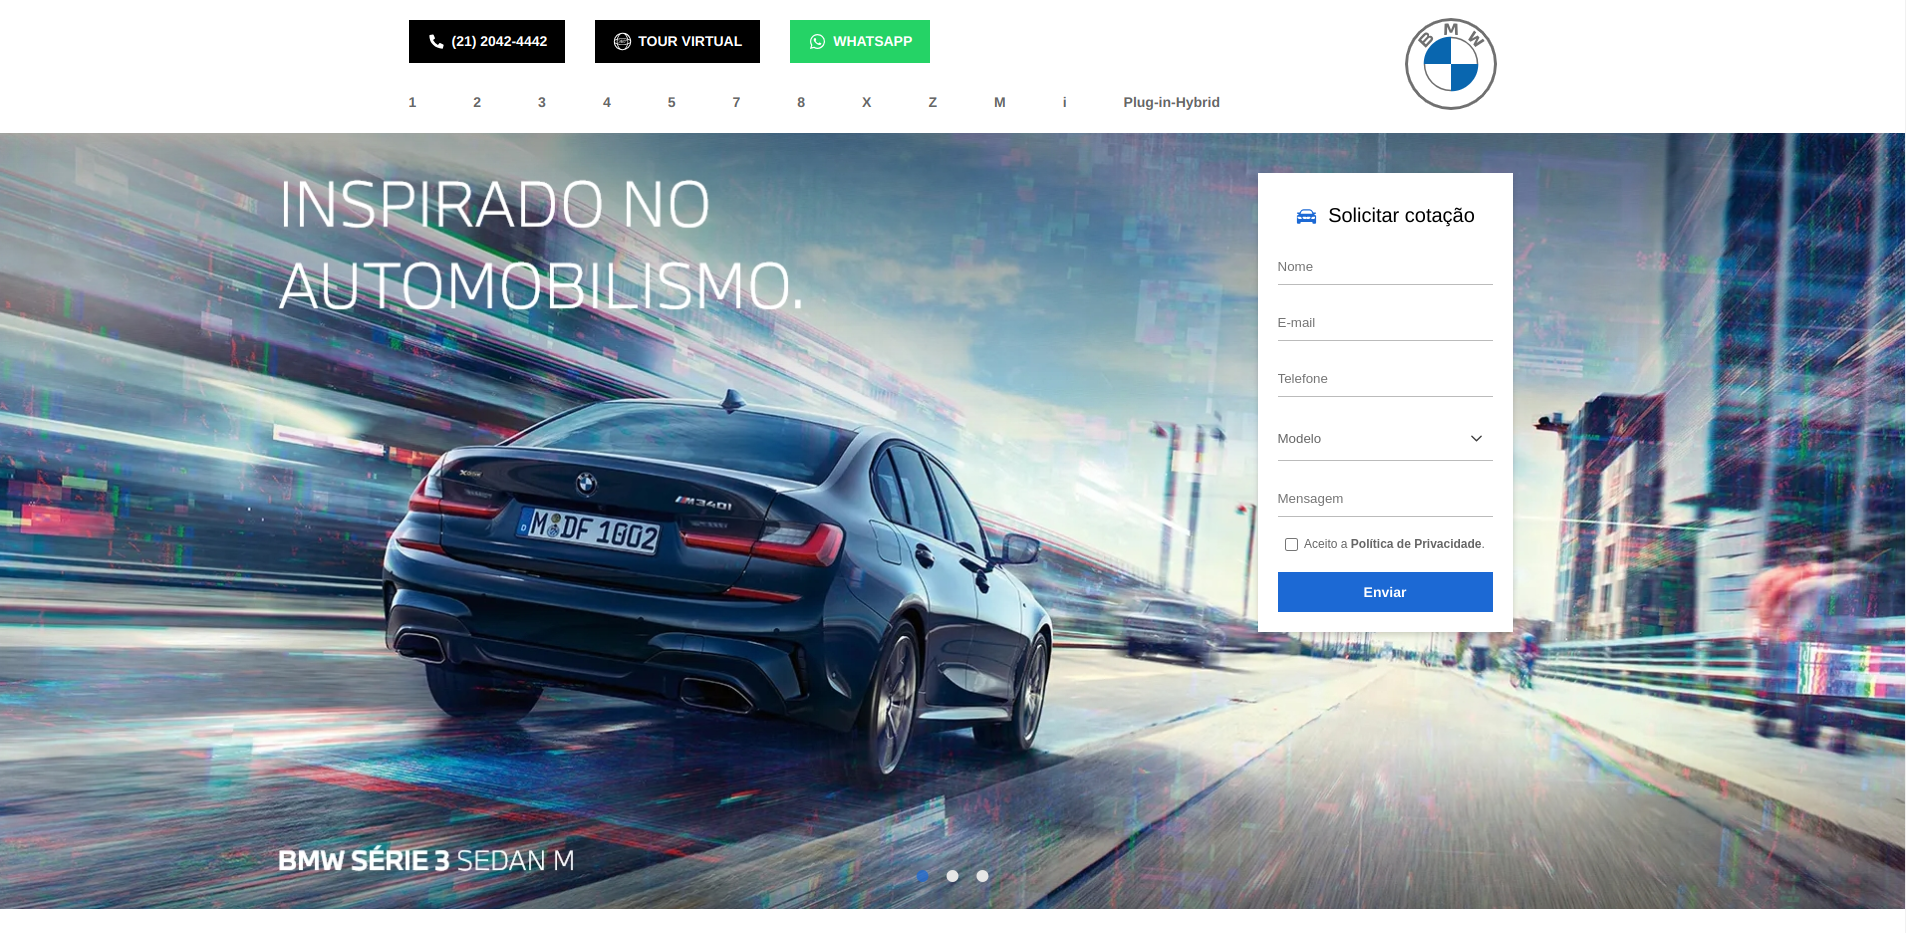 (21) 2042-4442 TOUR VIRTUAL WHATSAPP
BMW
1 2 3 4 5 7 8 X Z M i Plug-in-Hybrid
INSPIRADO NO
AUTOMOBILISMO.
Solicitar cotação
Nome
E-mail
Telefone
Modelo
Mensagem
Aceito a Política de Privacidade.
Enviar
M340i
M DF 1002
D
BMW SÉRIE 3 SEDAN M